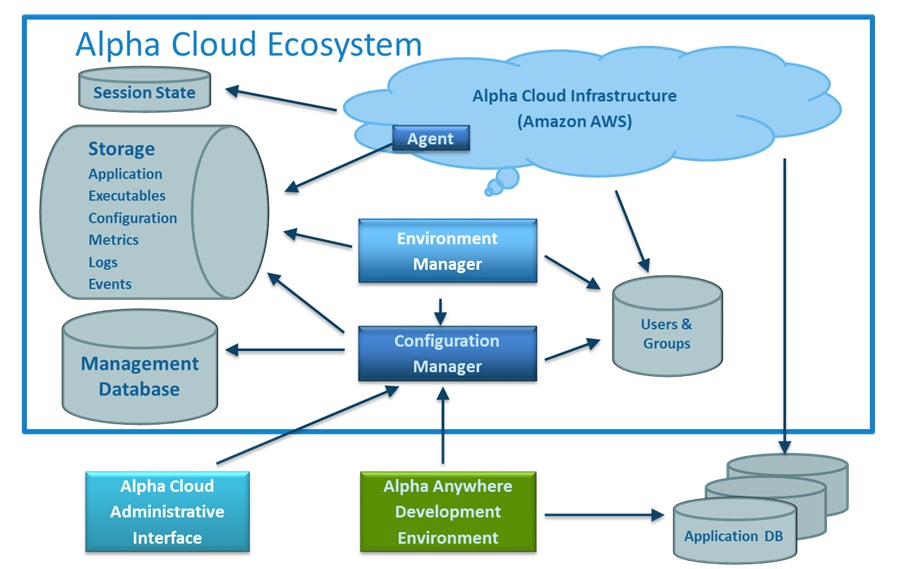 Alpha Cloud Ecosystem
Session State
Alpha Cloud Infrastructure
(Amazon AWS)
Agent
Storage
Application
Executables
Configuration
Metrics
Logs
Events
Environment
Manager
Users &
Groups
Configuration
Manager
Management
Database
Alpha Cloud
Administrative
Interface
Alpha Anywhere
Development
Environment
Application DB